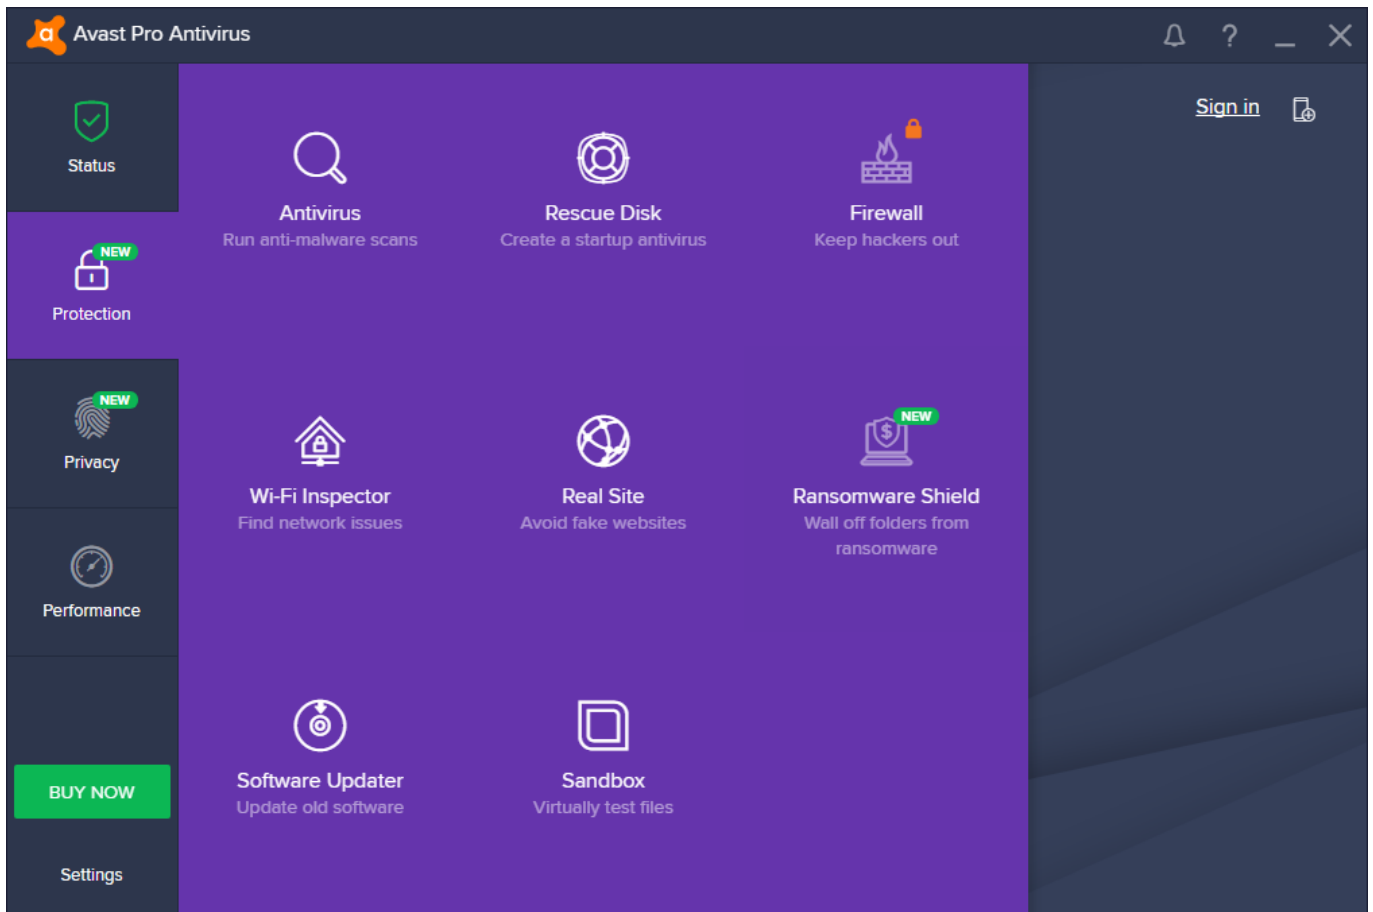 Avast Pro Antivirus
?
Sign in
Status
Antivirus
Run anti-malware scans
Rescue Disk
Create a startup antivirus
Firewall
Keep hackers out
NEW
Protection
NEW
Privacy
Wi-Fi Inspector
Find network issues
Real Site
Avoid fake websites
NEW
$
Ransomware Shield
Wall off folders from
ransomware
Performance
Software Updater
Update old software
Sandbox
Virtually test files
BUY NOW
Settings